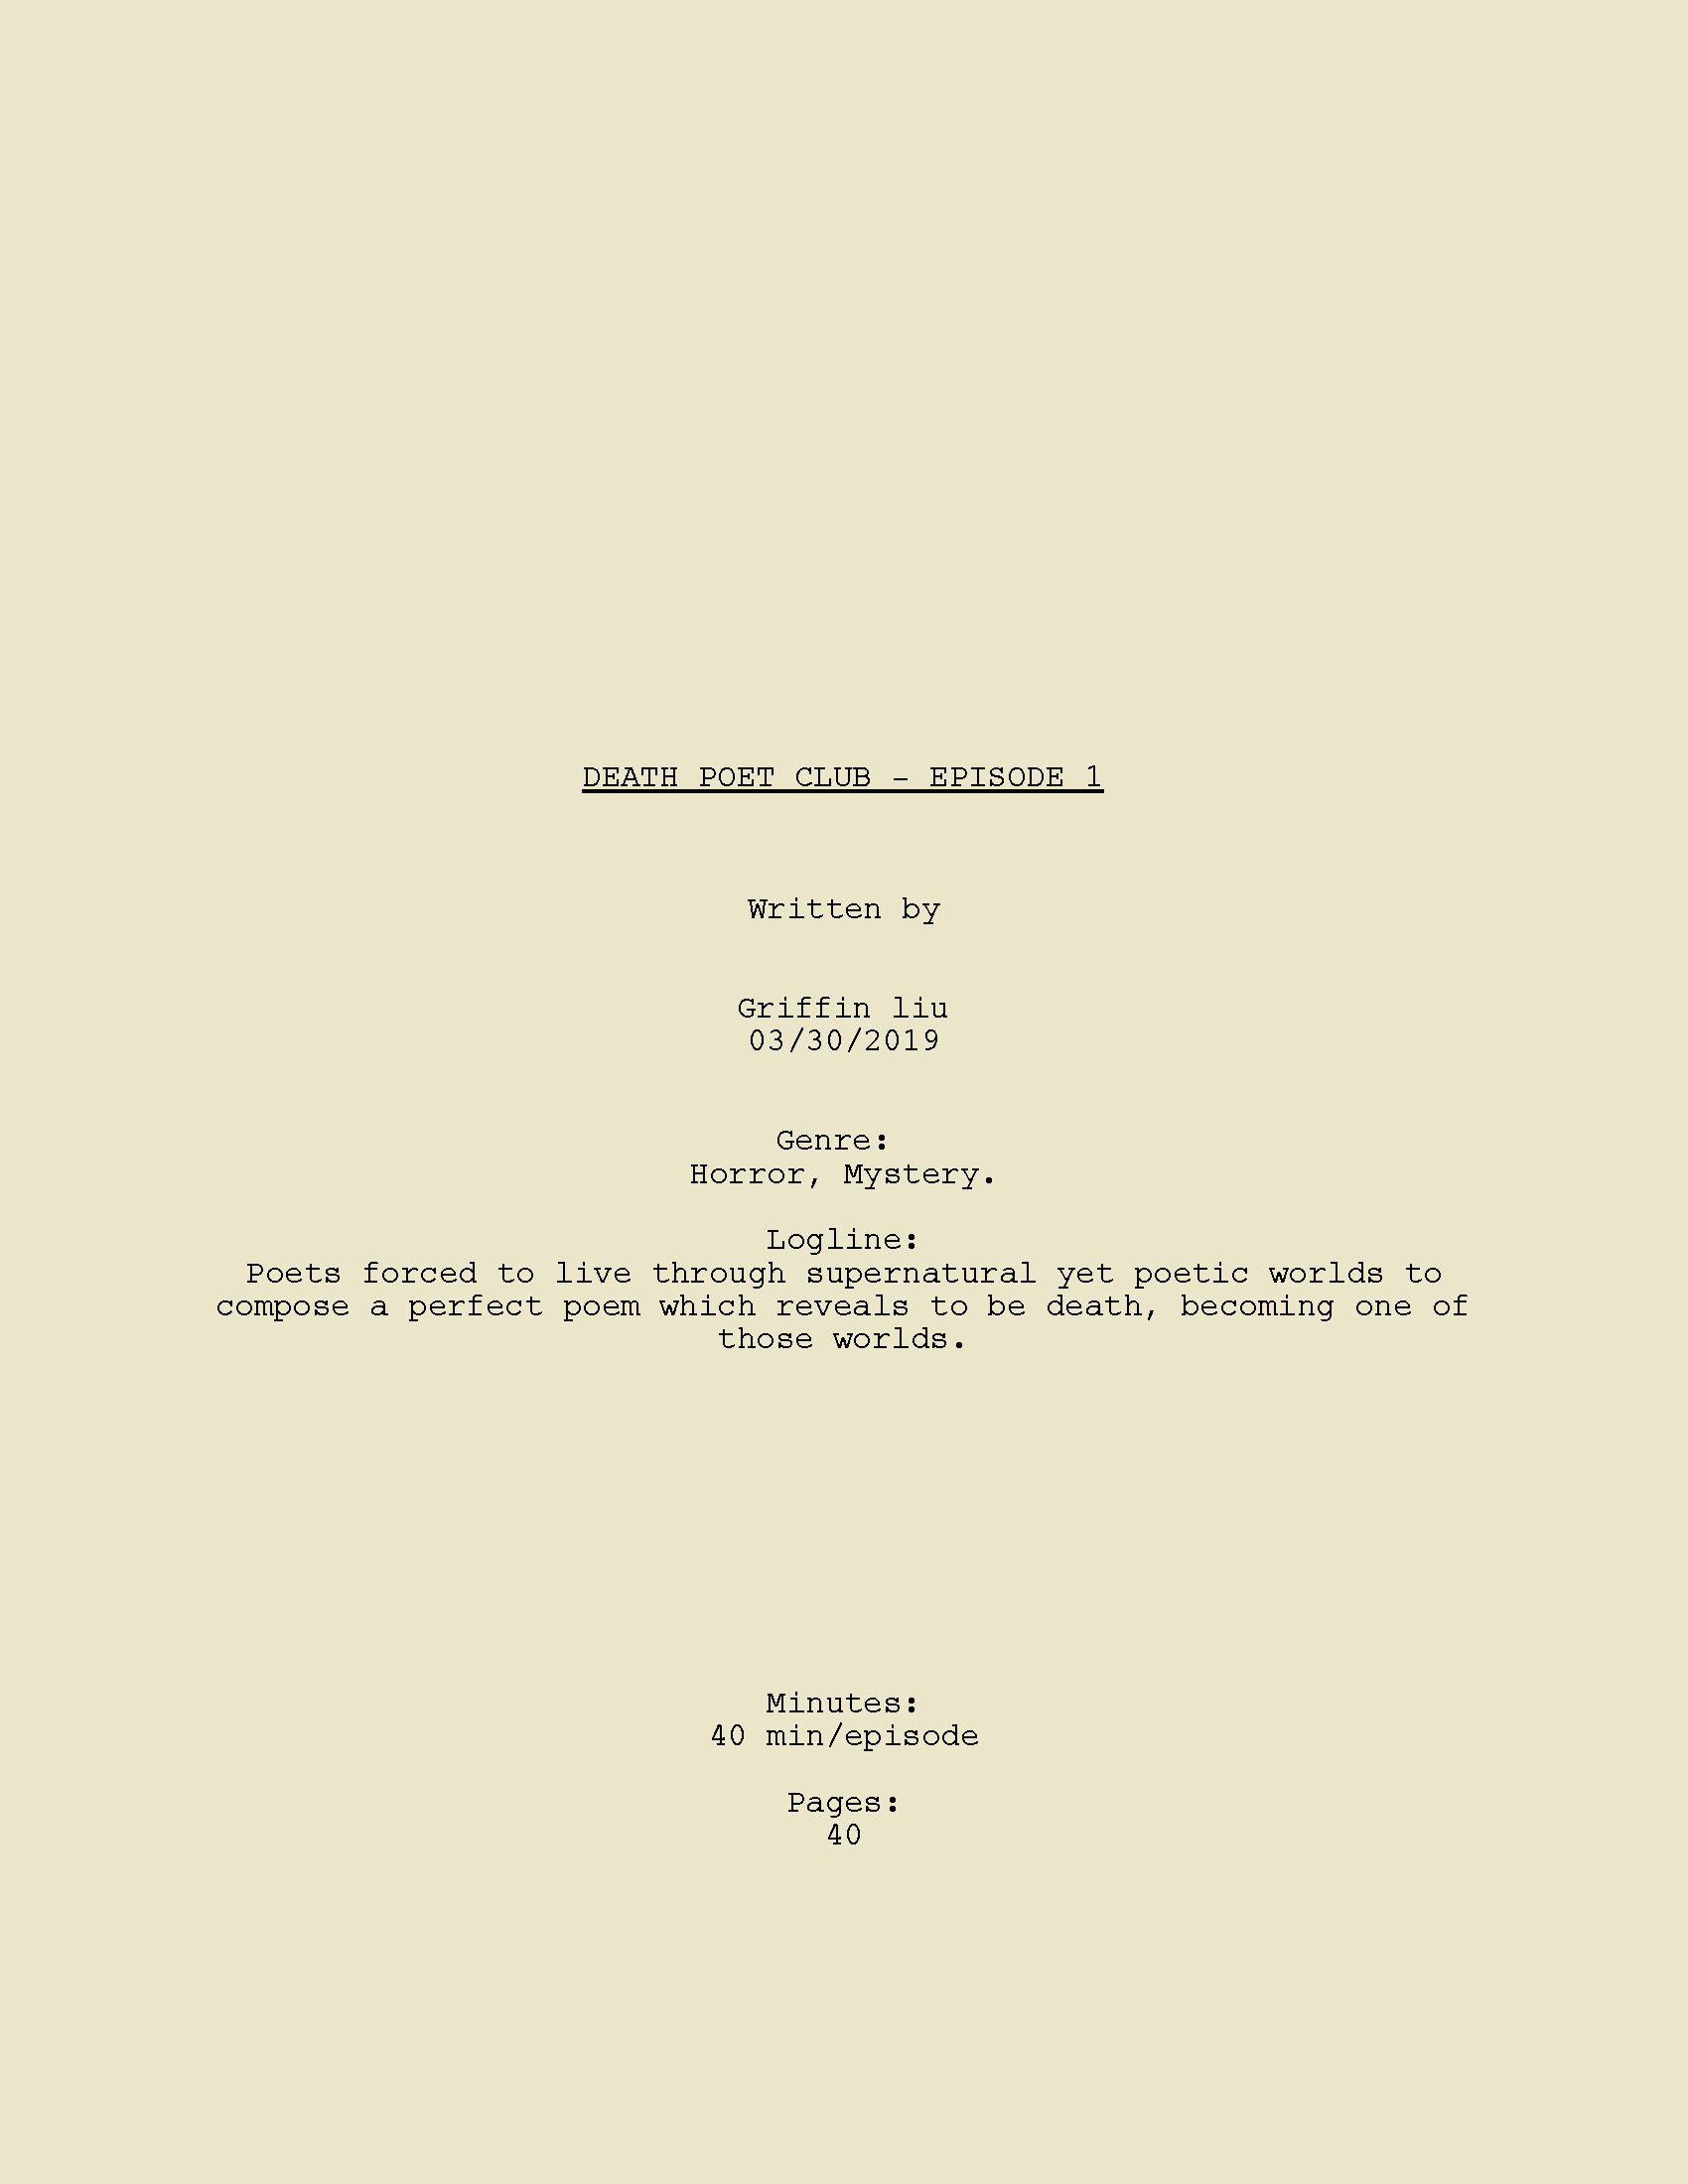 DEATH POET CLUB – EPISODE 1
Written by
Griffin liu
03/30/2019
Genre:
Horror, Mystery.
Logline:
Poets forced to live through supernatural yet poetic worlds to
compose a perfect poem which reveals to be death, becoming one of
those worlds.
Minutes:
40 min/episode
Pages:
40